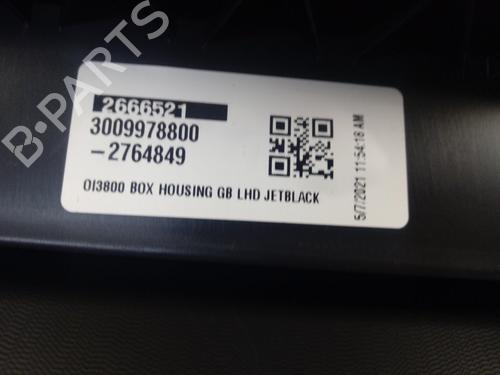 B-PARTS
2666521
3009978800
-2764849
OI3800 BOX HOUSING GB LHD JETBLACK
5/7/2021 11:54:18 AM